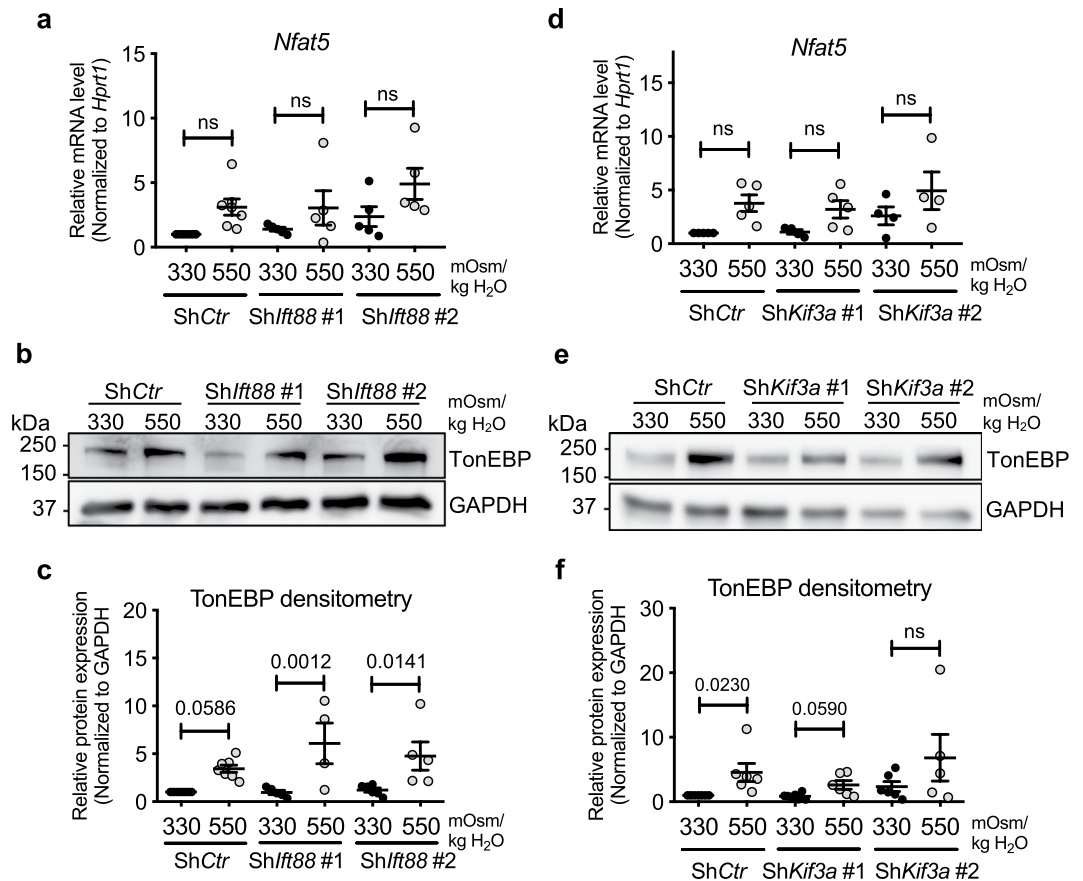 a
Nfat5
Relative mRNA level
(Normalized to Hprt1)
15
10
5
0
ns
ns
ns
330 550 330 550 330 550 mOsm/
kg H₂O
ShCtr ShIft88 #1 ShIft88 #2
d
Nfat5
Relative mRNA level
(Normalized to Hprt1)
15
10
5
0
ns
ns
ns
330 550 330 550 330 550 mOsm/
kg H₂O
ShCtr ShKif3a #1 ShKif3a #2
b
ShCtr ShIft88 #1 ShIft88 #2 mOsm/
kDa 330 550 330 550 330 550 kg H₂O
250
150
TonEBP
37
GAPDH
e
ShCtr ShKif3a #1 ShKif3a #2 mOsm/
kDa 330 550 330 550 330 550 kg H₂O
250
150
TonEBP
37
GAPDH
c
TonEBP densitometry
Relative protein expression
(Normalized to GAPDH
20
15
10
5
0
0.0586
0.0012
0.0141
330 550 330 550 330 550 mOsm/
kg H₂O
ShCtr ShIft88 #1 ShIft88 #2
f
TonEBP densitometry
Relative protein expression
(Normalized to GAPDH
30
20
10
0
0.0230
0.0590
ns
330 550 330 550 330 550 mOsm/
kg H₂O
ShCtr ShKif3a #1 ShKif3a #2